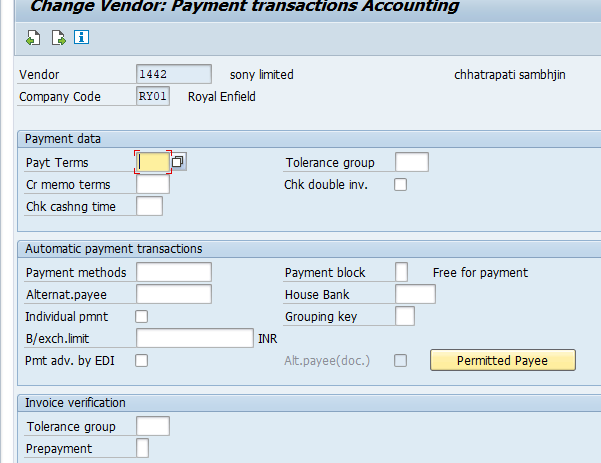 Change Vendor: Payment transactions Accounting
Vendor 1442 sony limited chhatrapati sambhjin
Company Code RY01 Royal Enfield
Payment data
Payt Terms Tolerance group
Cr memo terms Chk double inv.
Chk cashng time
Automatic payment transactions
Payment methods Payment block Free for payment
Alternat.payee House Bank
Individual pmnt Grouping key
B/exch.limit INR
Pmt adv. by EDI Alt.payee(doc.) Permitted Payee
Invoice verification
Tolerance group
Prepayment